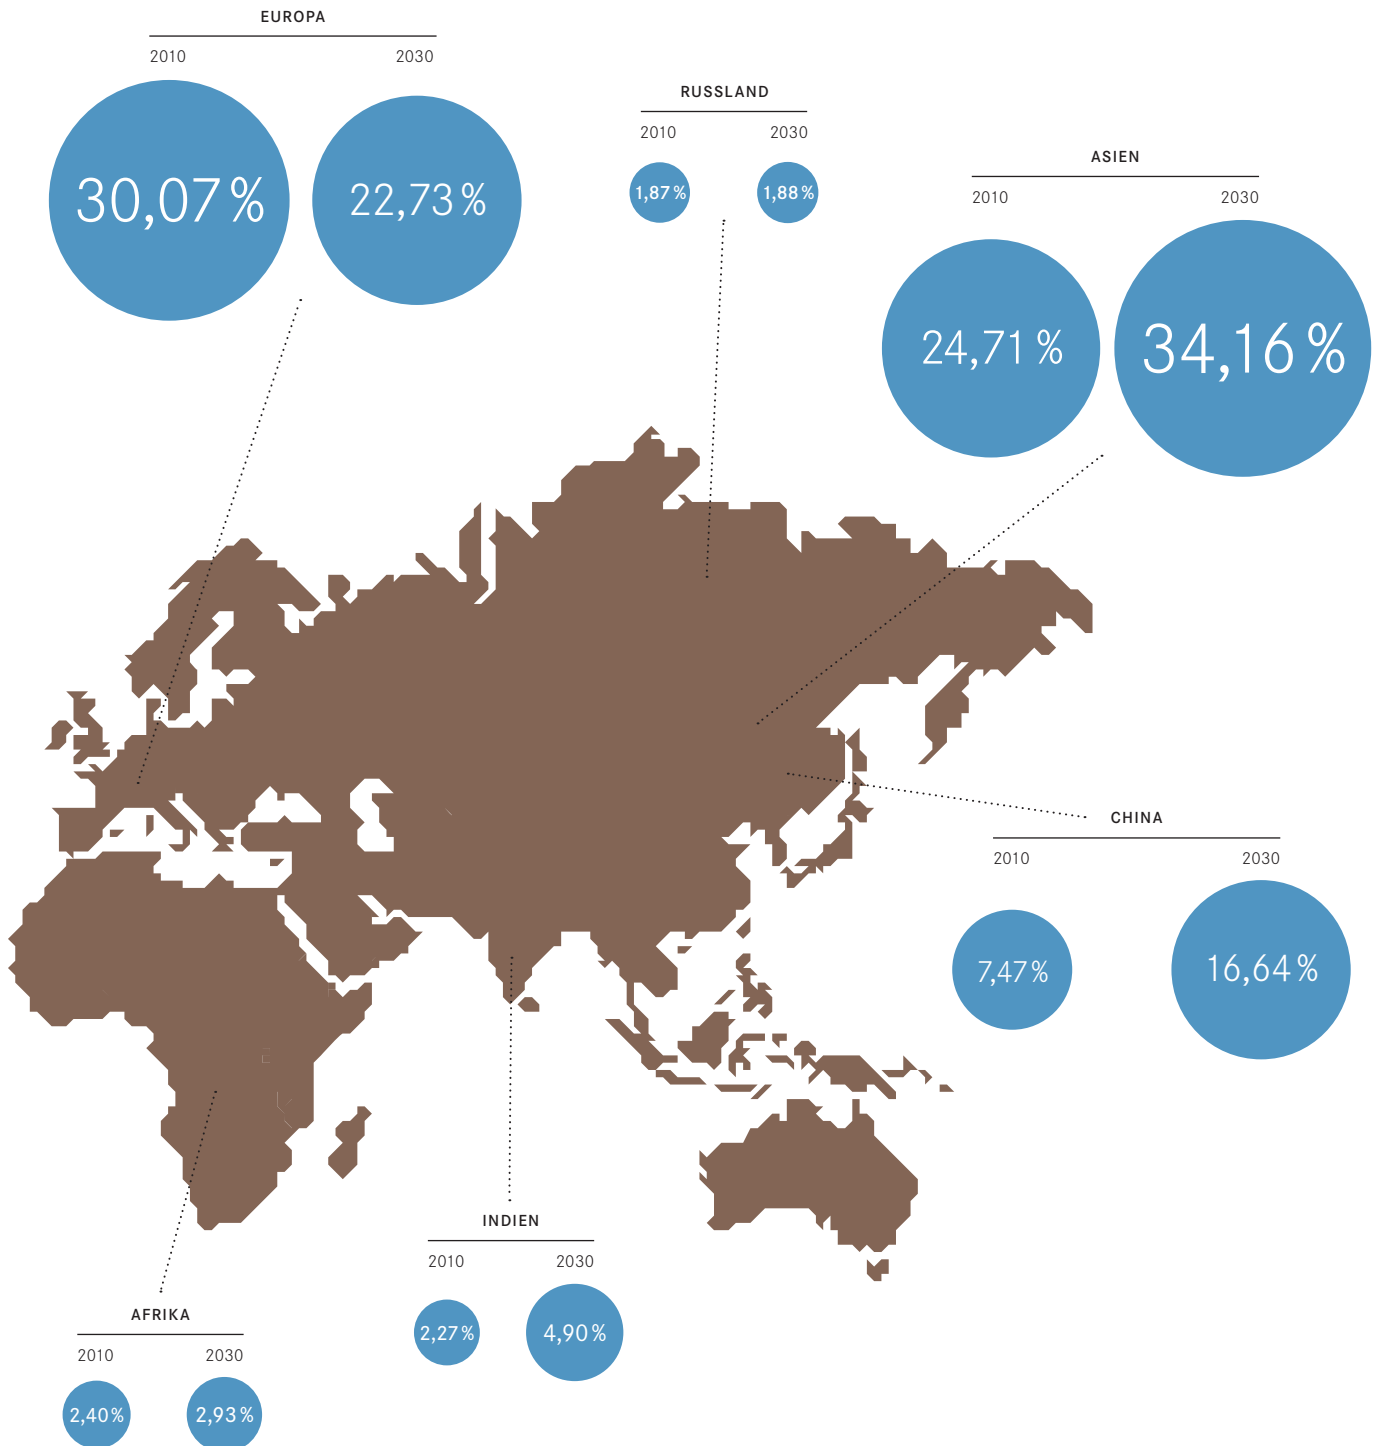 EUROPA
2010 2030
30,07 % 22,73 %
RUSSLAND
2010 2030
1,87 % 1,88 %
ASIEN
2010 2030
24,71 % 34,16 %
CHINA
2010 2030
7,47 % 16,64 %
INDIEN
2010 2030
2,27 % 4,90 %
AFRIKA
2010 2030
2,40 % 2,93 %